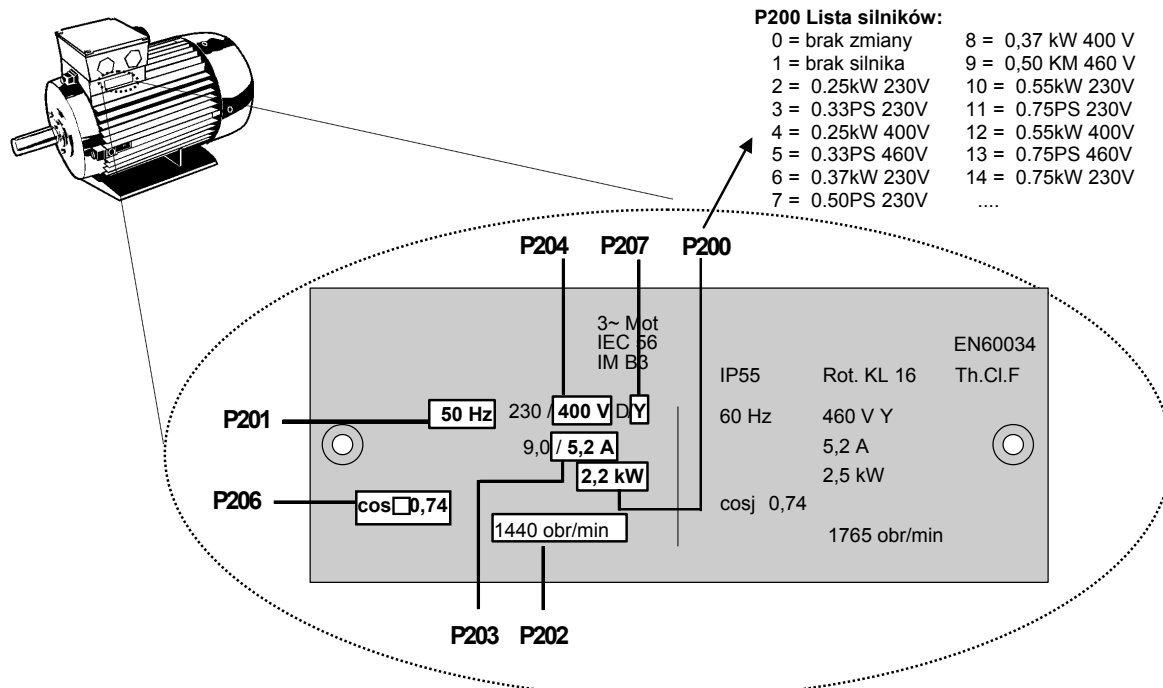 P200 Lista silników:
0 = brak zmiany
1 = brak silnika
2 = 0.25kW 230V
3 = 0.33PS 230V
4 = 0.25kW 400V
5 = 0.33PS 460V
6 = 0.37kW 230V
7 = 0.50PS 230V
8 = 0,37 kW 400 V
9 = 0,50 KM 460 V
10 = 0.55kW 230V
11 = 0.75PS 230V
12 = 0.55kW 400V
13 = 0.75PS 460V
14 = 0.75kW 230V
....
P204 P207 P200
3~ Mot
IEC 56
IM B3
EN60034
IP55 Rot. KL 16 Th.Cl.F
P201
50 Hz 230 / 400 V D Y
60 Hz 460 V Y
9,0 / 5,2 A
5,2 A
2,2 kW
2,5 kW
P206
cos□0,74
cosj 0,74
1440 obr/min
1765 obr/min
P203 P202